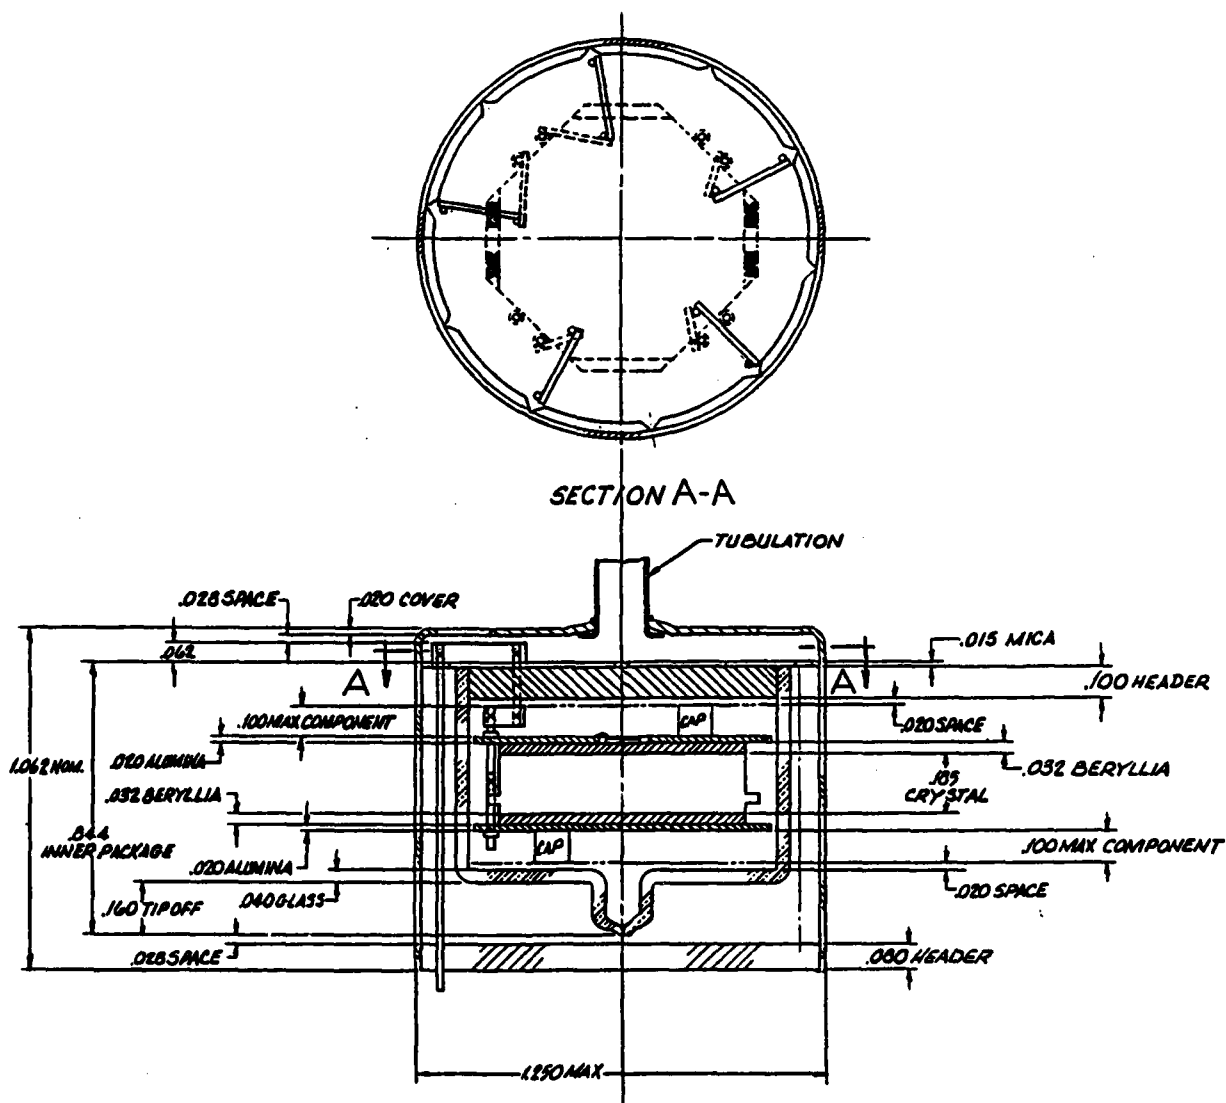 SECTION A-A
TUBULATION
.028 SPACE
.020 COVER
.062
.015 MICA
A
A
.100 HEADER
.100 MAX COMPONENT
CAP
.020 SPACE
1.062 NOM.
.020 ALUMINA
.032 BERYLLIA
.185
CRYSTAL
.032 BERYLLIA
.844
INNER PACKAGE
.020 ALUMINA
CAP
.100 MAX COMPONENT
.160 TIP OFF
.040 GLASS
.020 SPACE
.028 SPACE
.080 HEADER
1.250 MAX